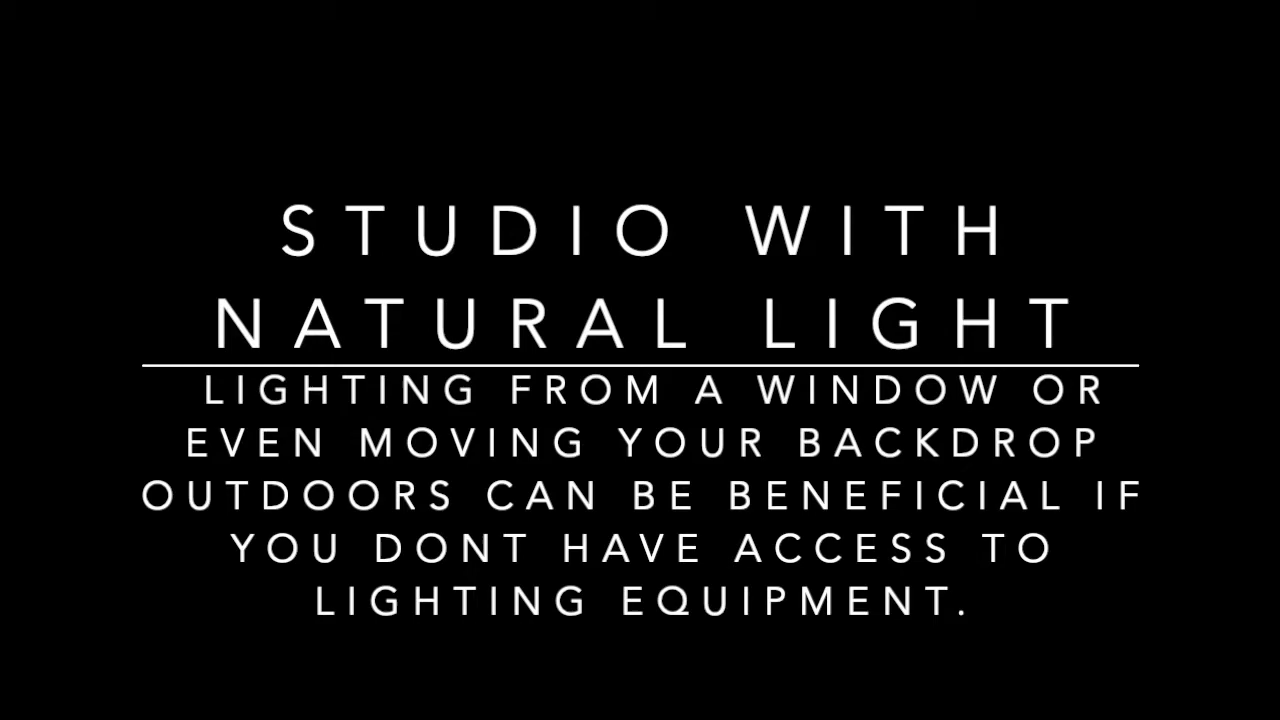 STUDIO WITH
NATURAL LIGHT
LIGHTING FROM A WINDOW OR
EVEN MOVING YOUR BACKDROP
OUTDOORS CAN BE BENEFICIAL IF
YOU DONT HAVE ACCESS TO
LIGHTING EQUIPMENT.